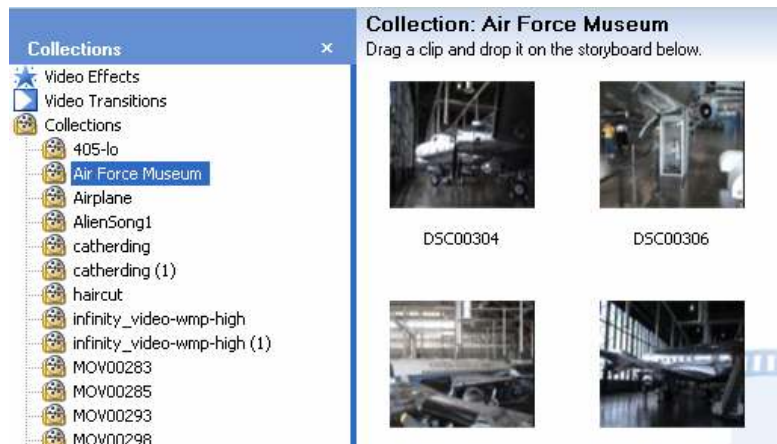 Collections ×
Video Effects
Video Transitions
Collections
405-lo
Air Force Museum
Airplane
AlienSong1
catherding
catherding (1)
haircut
infinity_video-wmp-high
infinity_video-wmp-high (1)
MOV00283
MOV00285
MOV00293
MOV00298
Collection: Air Force Museum
Drag a clip and drop it on the storyboard below.
DSC00304
DSC00306